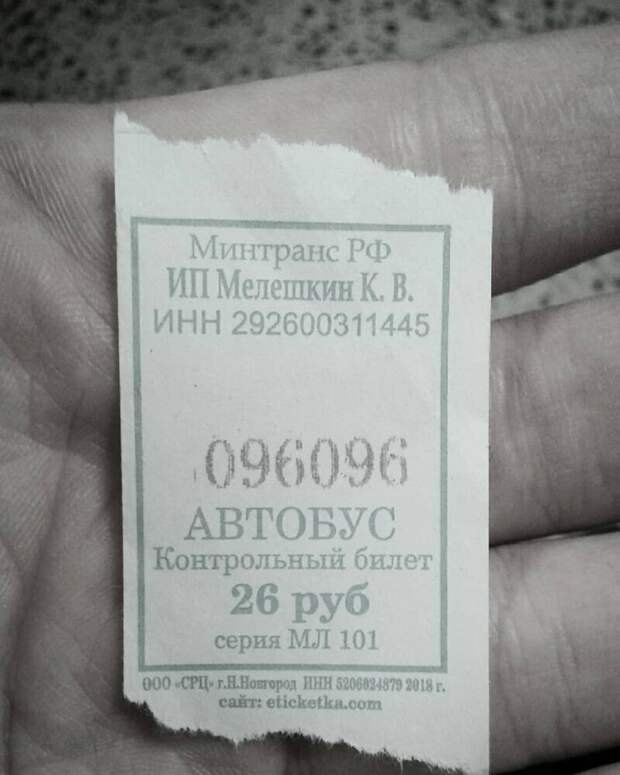 Минтранс РФ
ИП Мелешкин К. В.
ИНН 292600311445
096096
АВТОБУС
Контрольный билет
26 руб
серия МЛ 101
ООО «СРЦ» г.Н.Новгород ИНН 5206024879 2018 г.
сайт: eticketka.com